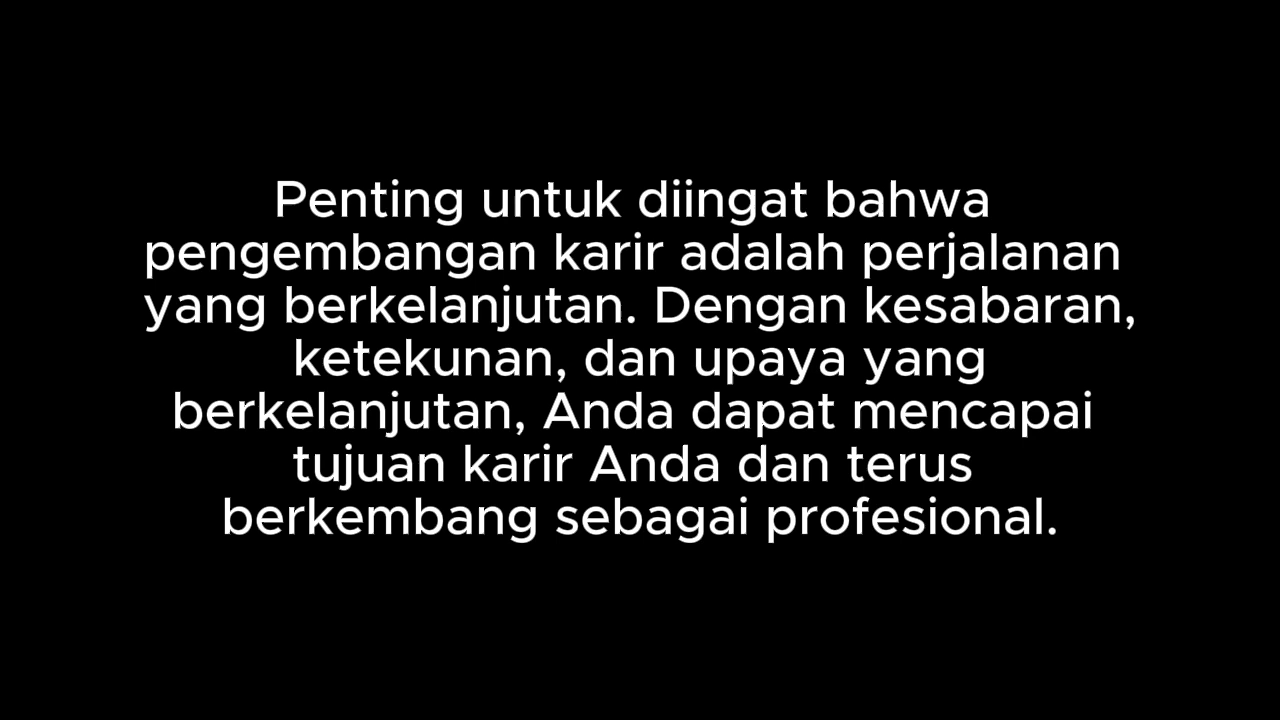 Penting untuk diingat bahwa
pengembangan karir adalah perjalanan
yang berkelanjutan. Dengan kesabaran,
ketekunan, dan upaya yang
berkelanjutan, Anda dapat mencapai
tujuan karir Anda dan terus
berkembang sebagai profesional.